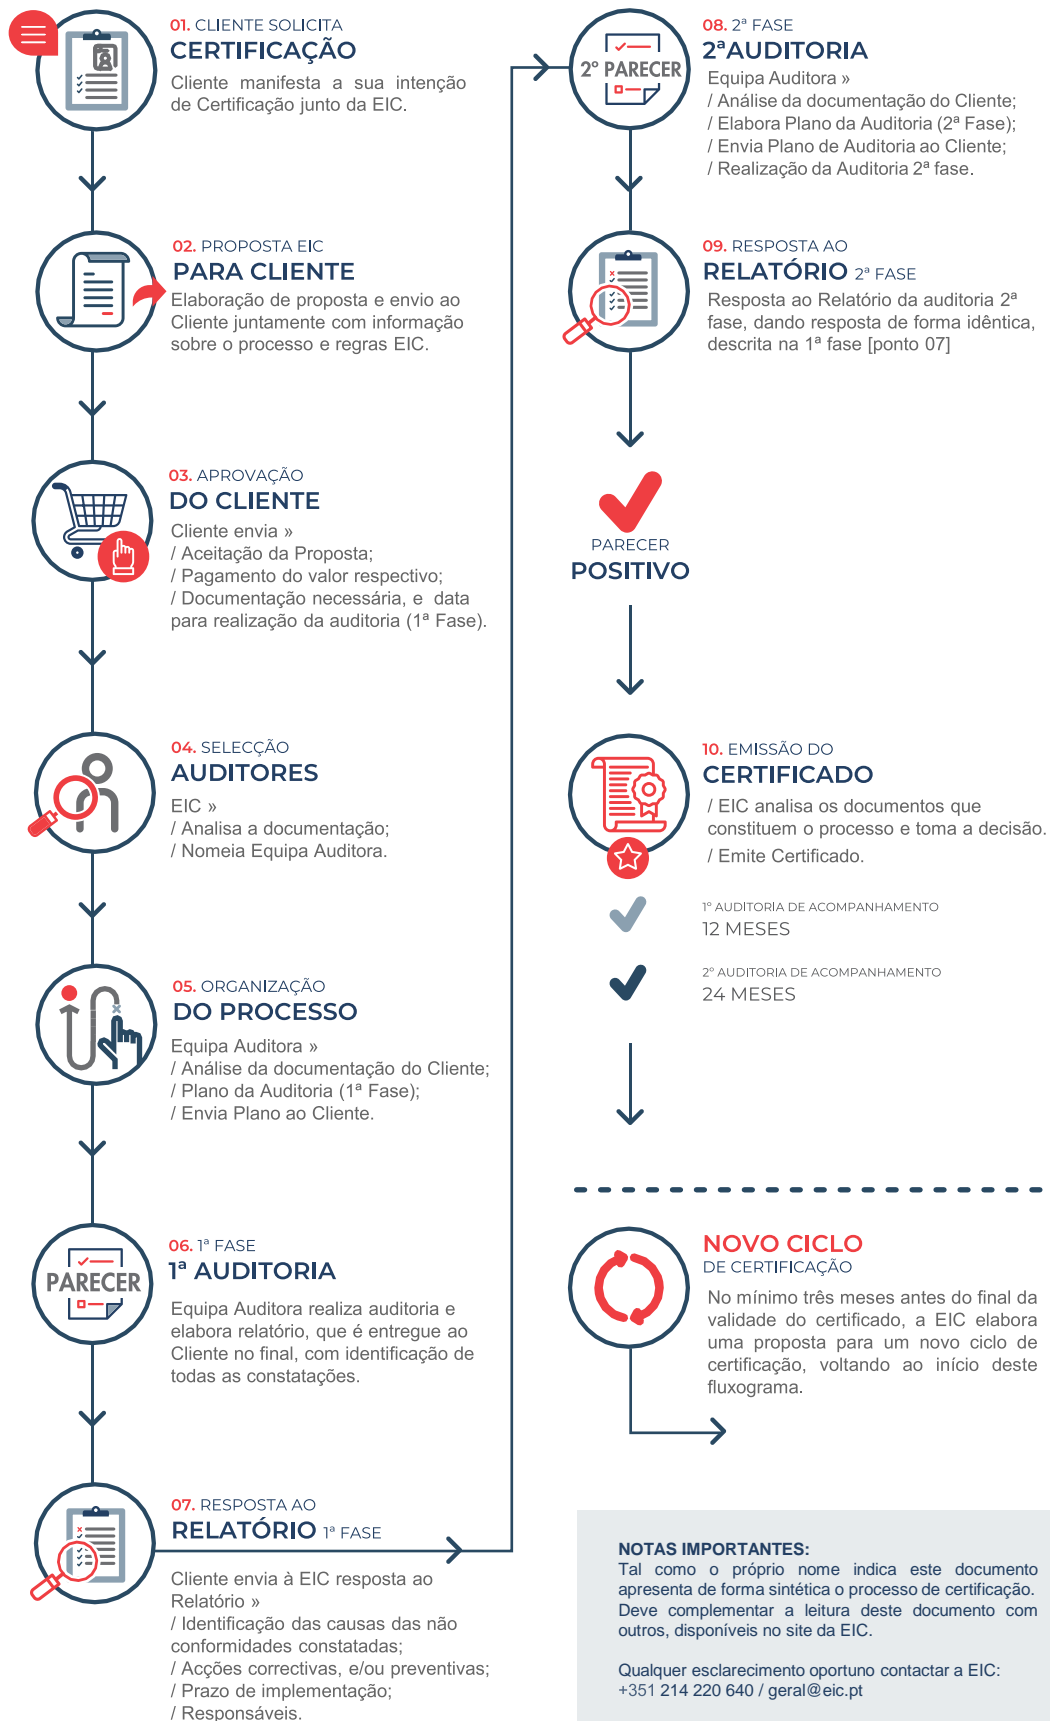 01. CLIENTE SOLICITA
CERTIFICAÇÃO
Cliente manifesta a sua intenção
de Certificação junto da EIC.
02. PROPOSTA EIC
PARA CLIENTE
Elaboração de proposta e envio ao
Cliente juntamente com informação
sobre o processo e regras EIC.
03. APROVAÇÃO
DO CLIENTE
Cliente envia »
/ Aceitação da Proposta;
/ Pagamento do valor respectivo;
/ Documentação necessária, e data
para realização da auditoria (1ª Fase).
04. SELECÇÃO
AUDITORES
EIC »
/ Analisa a documentação;
/ Nomeia Equipa Auditora.
05. ORGANIZAÇÃO
DO PROCESSO
Equipa Auditora »
/ Análise da documentação do Cliente;
/ Plano da Auditoria (1ª Fase);
/ Envia Plano ao Cliente.
PARECER
06. 1ª FASE
1ª AUDITORIA
Equipa Auditora realiza auditoria e
elabora relatório, que é entregue ao
Cliente no final, com identificação de
todas as constatações.
07. RESPOSTA AO
RELATÓRIO 1ª FASE
Cliente envia à EIC resposta ao
Relatório »
/ Identificação das causas das não
conformidades constatadas;
/ Acções correctivas, e/ou preventivas;
/ Prazo de implementação;
/ Responsáveis.
2º PARECER
08. 2ª FASE
2ªAUDITORIA
Equipa Auditora »
/ Análise da documentação do Cliente;
/ Elabora Plano da Auditoria (2ª Fase);
/ Envia Plano de Auditoria ao Cliente;
/ Realização da Auditoria 2ª fase.
09. RESPOSTA AO
RELATÓRIO 2ª FASE
Resposta ao Relatório da auditoria 2ª
fase, dando resposta de forma idêntica,
descrita na 1ª fase [ponto 07]
PARECER
POSITIVO
10. EMISSÃO DO
CERTIFICADO
/ EIC analisa os documentos que
constituem o processo e toma a decisão.
/ Emite Certificado.
1º AUDITORIA DE ACOMPANHAMENTO
12 MESES
2º AUDITORIA DE ACOMPANHAMENTO
24 MESES
NOVO CICLO
DE CERTIFICAÇÃO
No mínimo três meses antes do final da
validade do certificado, a EIC elabora
uma proposta para um novo ciclo de
certificação, voltando ao início deste
fluxograma.
NOTAS IMPORTANTES:
Tal como o próprio nome indica este documento
apresenta de forma sintética o processo de certificação.
Deve complementar a leitura deste documento com
outros, disponíveis no site da EIC.
Qualquer esclarecimento oportuno contactar a EIC:
+351 214 220 640 / geral@eic.pt